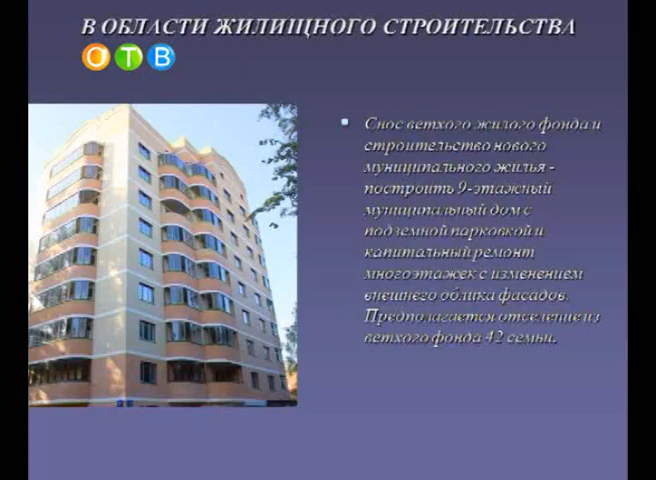 В ОБЛАСТИ ЖИЛИЩНОГО СТРОИТЕЛЬСТВА
О Т В
Снос ветхого жилого фонда и
строительство нового
муниципального жилья -
построить 9-этажный
муниципальный дом с
подземной парковкой и
капитальный ремонт
многоэтажек с изменением
внешнего облика фасадов.
Предполагается отселение из
ветхого фонда 42 семьи.